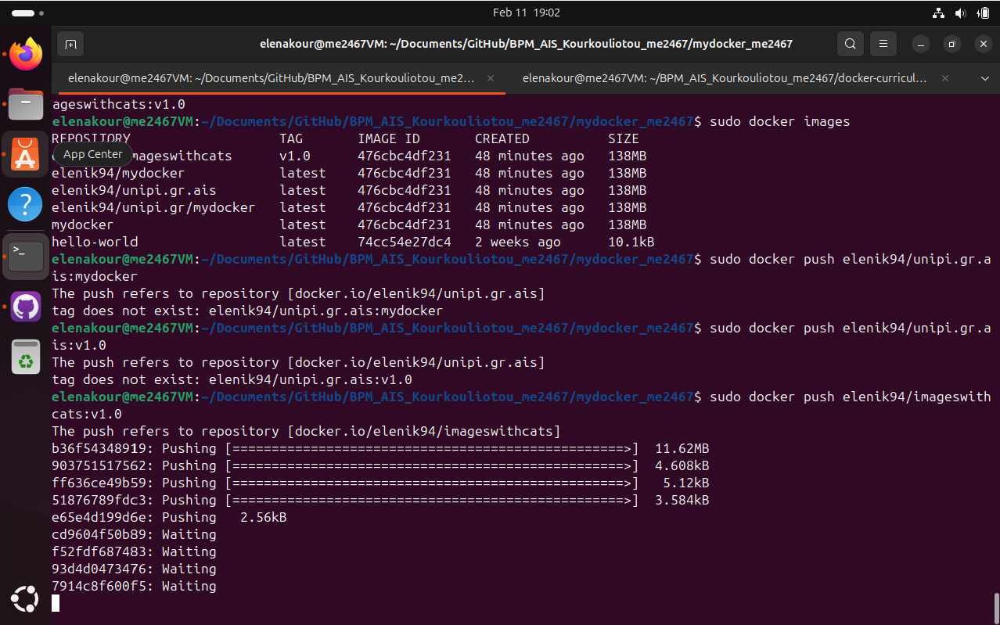 Feb 11 19:02
elenakour@me2467VM: ~/Documents/GitHub/BPM_AIS_Kourkouliotou_me2467/mydocker_me2467
elenakour@me2467VM: ~/Documents/GitHub/BPM_AIS_Kourkouliotou_me2...
elenakour@me2467VM: ~/BPM_AIS_Kourkouliotou_me2467/docker-curricul...
ageswithcats:v1.0
elenakour@me2467VM:~/Documents/GitHub/BPM_AIS_Kourkouliotou_me2467/mydocker_me2467$ sudo docker images
REPOSITORY TAG IMAGE ID CREATED SIZE
App Center
mageswithcats v1.0 476cbc4df231 48 minutes ago 138MB
elenik94/mydocker latest 476cbc4df231 48 minutes ago 138MB
elenik94/unipi.gr.ais latest 476cbc4df231 48 minutes ago 138MB
elenik94/unipi.gr/mydocker latest 476cbc4df231 48 minutes ago 138MB
mydocker latest 476cbc4df231 48 minutes ago 138MB
hello-world latest 74cc54e27dc4 2 weeks ago 10.1kB
elenakour@me2467VM:~/Documents/GitHub/BPM_AIS_Kourkouliotou_me2467/mydocker_me2467$ sudo docker push elenik94/unipi.gr.a
is:mydocker
The push refers to repository [docker.io/elenik94/unipi.gr.ais]
tag does not exist: elenik94/unipi.gr.ais:mydocker
elenakour@me2467VM:~/Documents/GitHub/BPM_AIS_Kourkouliotou_me2467/mydocker_me2467$ sudo docker push elenik94/unipi.gr.a
is:v1.0
The push refers to repository [docker.io/elenik94/unipi.gr.ais]
tag does not exist: elenik94/unipi.gr.ais:v1.0
elenakour@me2467VM:~/Documents/GitHub/BPM_AIS_Kourkouliotou_me2467/mydocker_me2467$ sudo docker push elenik94/imageswith
cats:v1.0
The push refers to repository [docker.io/elenik94/imageswithcats]
b36f54348919: Pushing [==================================================>] 11.62MB
903751517562: Pushing [==================================================>] 4.608kB
ff636ce49b59: Pushing [==================================================>] 5.12kB
51876789fdc3: Pushing [==================================================>] 3.584kB
e65e4d199d6e: Pushing 2.56kB
cd9604f50b89: Waiting
f52fdf687483: Waiting
93d4d0473476: Waiting
7914c8f600f5: Waiting